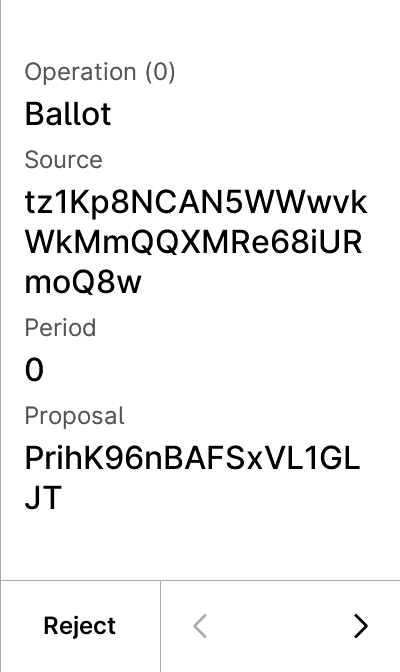 Operation (0)
Ballot
Source
tz1Kp8NCAN5WWwvk
WkMmQQXMRe68iUR
moQ8w
Period
0
Proposal
PrihK96nBAFSxVL1GL
JT
Reject